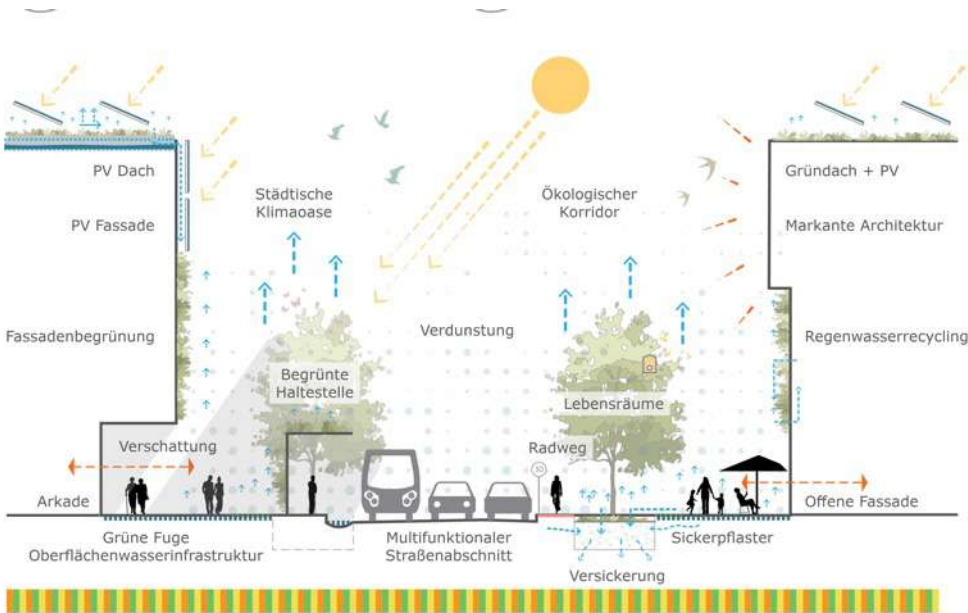 PV Dach
PV Fassade
Fassadenbegrünung
Städtische
Klimaoase
Ökologischer
Korridor
Gründach + PV
Markante Architektur
Regenwasserrecycling
Verdunstung
Begrünte
Haltestelle
Lebensräume
Verschattung
Radweg
30
Arkade
Offene Fassade
Grüne Fuge
Oberflächenwasserinfrastruktur
Multifunktionaler
Straßenabschnitt
Sickerpflaster
Versickerung